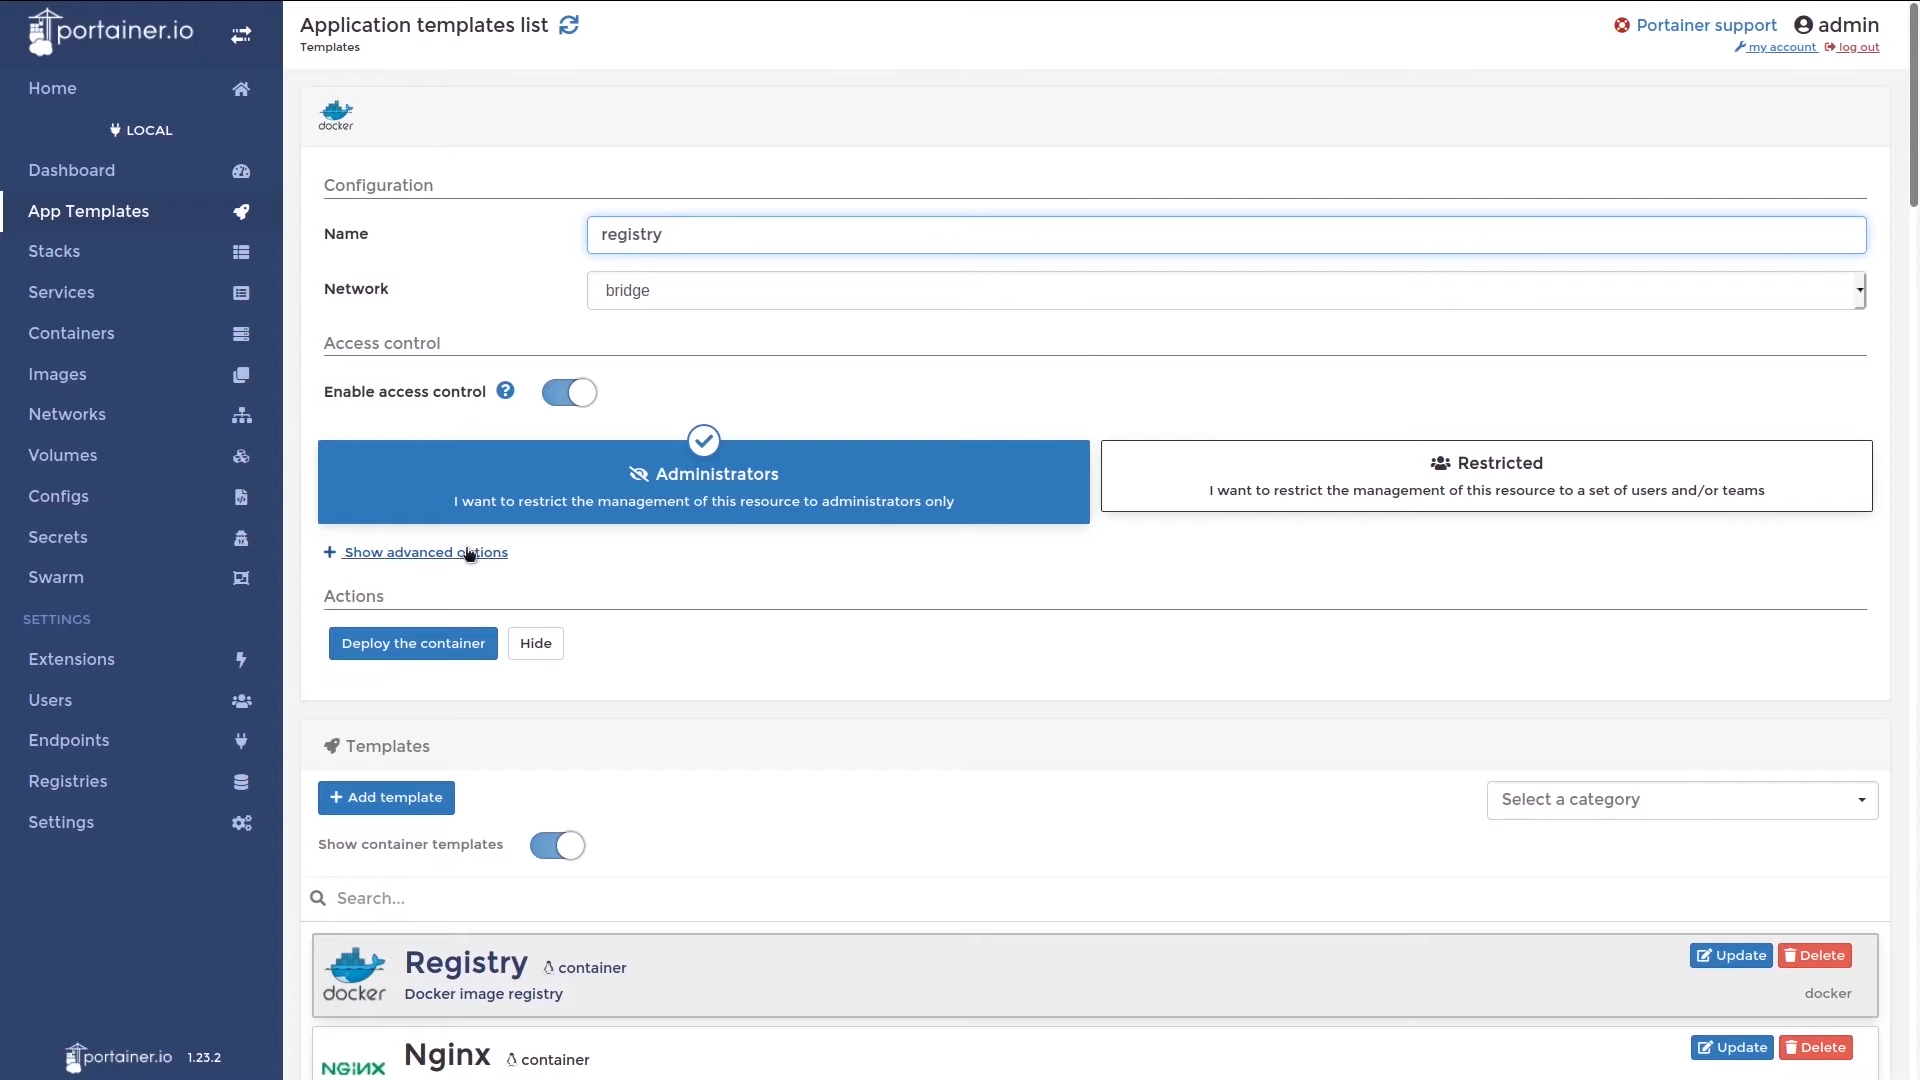 portainer.io
Home
LOCAL
Dashboard
App Templates
Stacks
Services
Containers
Images
Networks
Volumes
Configs
Secrets
Swarm
SETTINGS
Extensions
Users
Endpoints
Registries
Settings
portainer.io 1.23.2
Application templates list
Templates
Portainer support admin
my account log out
docker
Configuration
Name registry
Network bridge
Access control
Enable access control
Administrators
I want to restrict the management of this resource to administrators only
Restricted
I want to restrict the management of this resource to a set of users and/or teams
Show advanced options
Actions
Deploy the container Hide
Templates
Add template
Select a category
Show container templates
Search...
docker
Registry container
Docker image registry
Update Delete
docker
NGINX
Nginx container
Update Delete